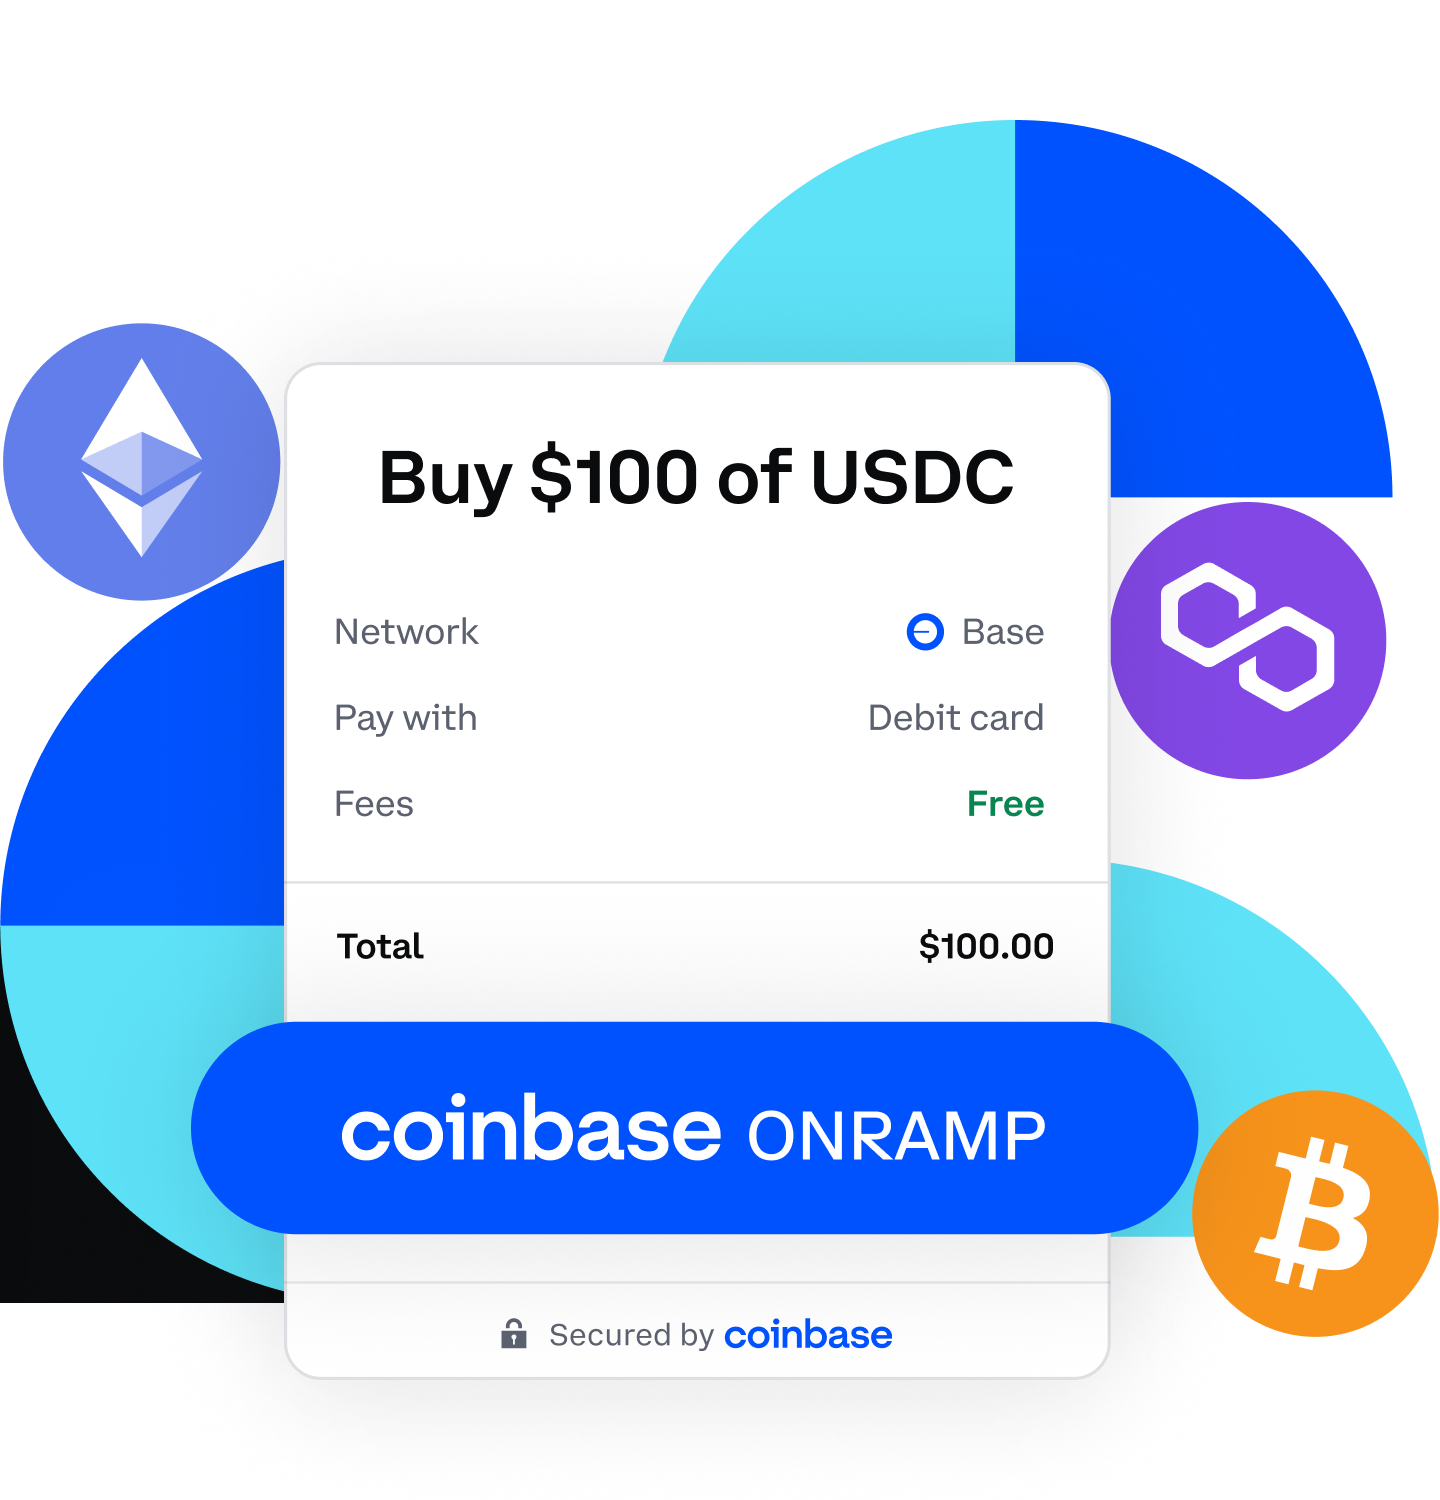 Buy $100 of USDC
Network Base
Pay with Debit card
Fees Free
Total $100.00
coinbase ONRAMP
Secured by coinbase